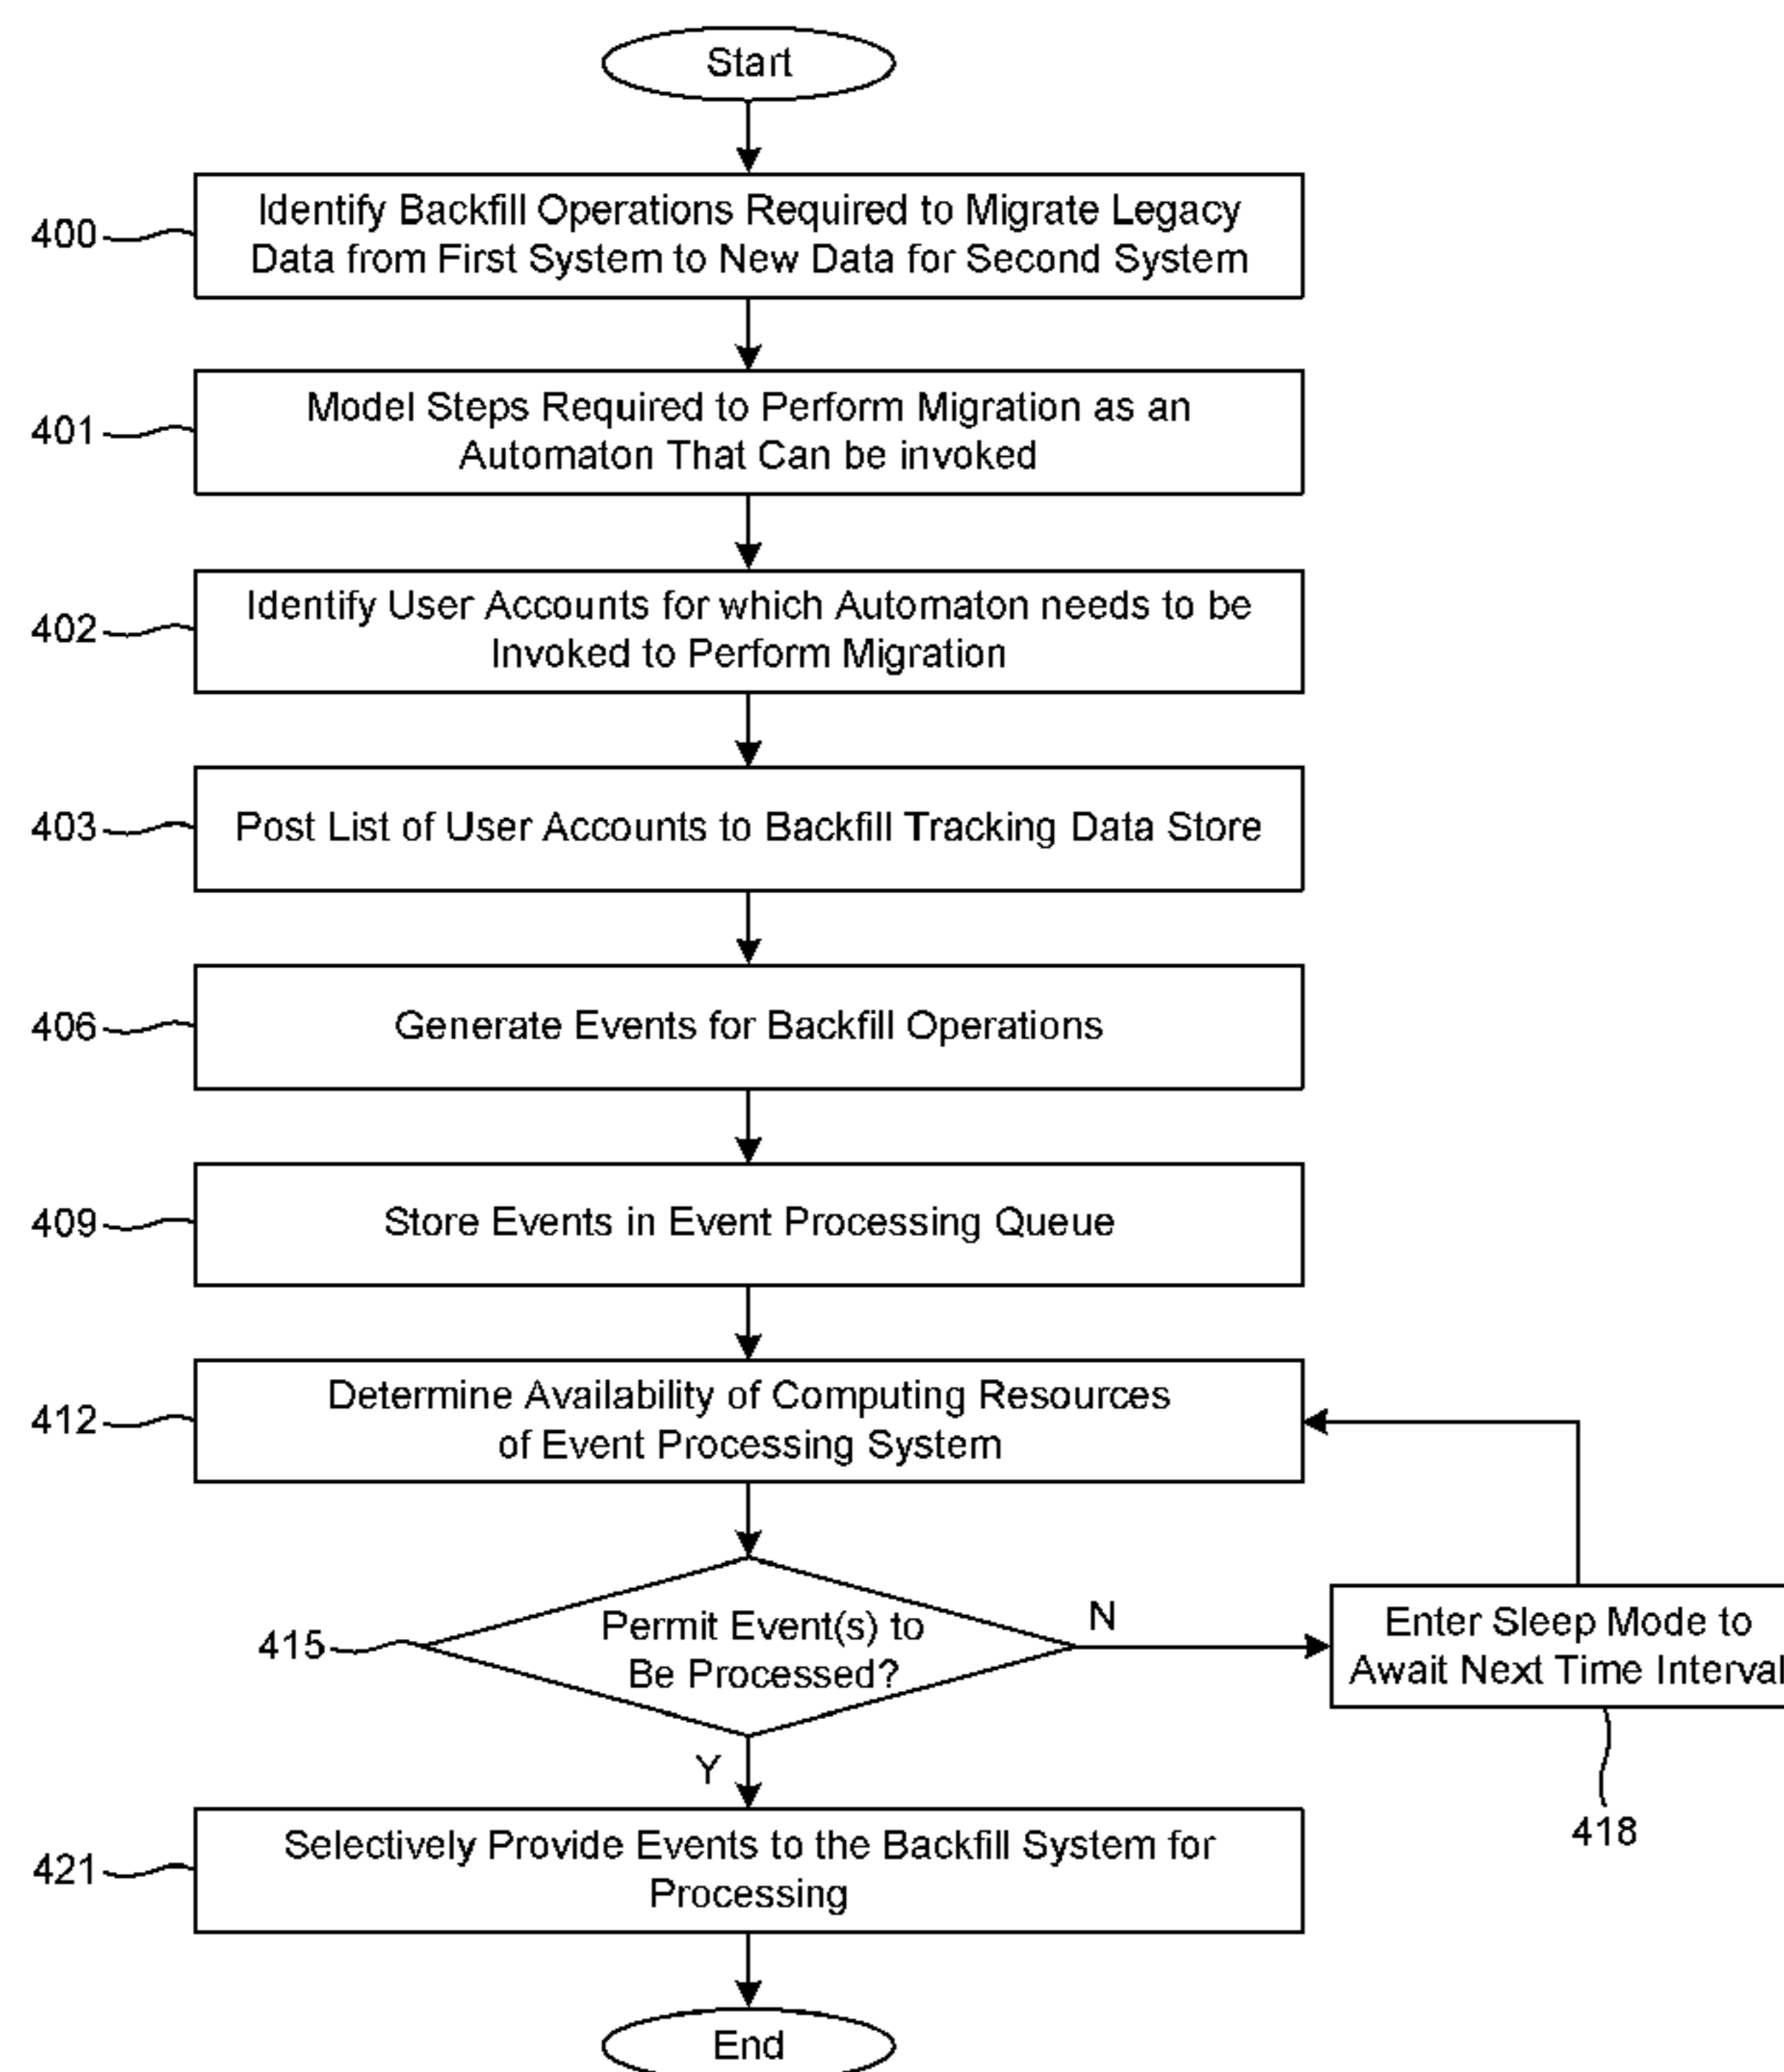 Start
400
Identify Backfill Operations Required to Migrate Legacy
Data from First System to New Data for Second System
401
Model Steps Required to Perform Migration as an
Automaton That Can be invoked
402
Identify User Accounts for which Automaton needs to be
Invoked to Perform Migration
403
Post List of User Accounts to Backfill Tracking Data Store
406
Generate Events for Backfill Operations
409
Store Events in Event Processing Queue
412
Determine Availability of Computing Resources
of Event Processing System
415
Permit Event(s) to
Be Processed?
N
Enter Sleep Mode to
Await Next Time Interval
418
Y
421
Selectively Provide Events to the Backfill System for
Processing
End